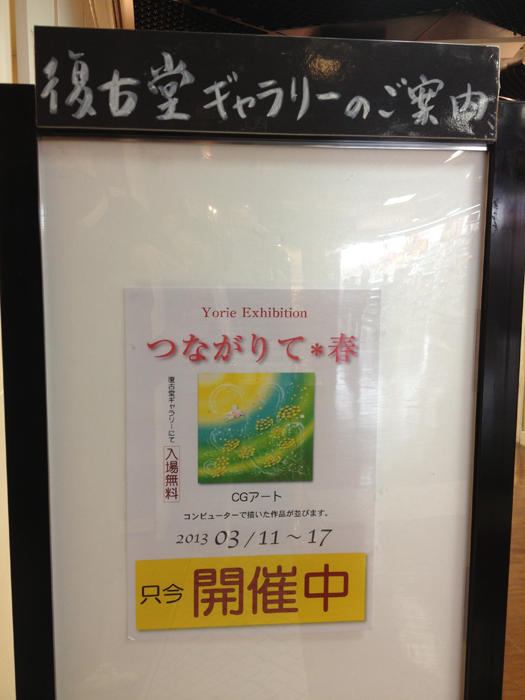 復古堂ギャラリーのご案内
Yorie Exhibition
つながりて*春
復古堂ギャラリーにて
入場無料
CGアート
コンピューターで描いた作品が並びます。
2013 03/11~17
只今 開催中